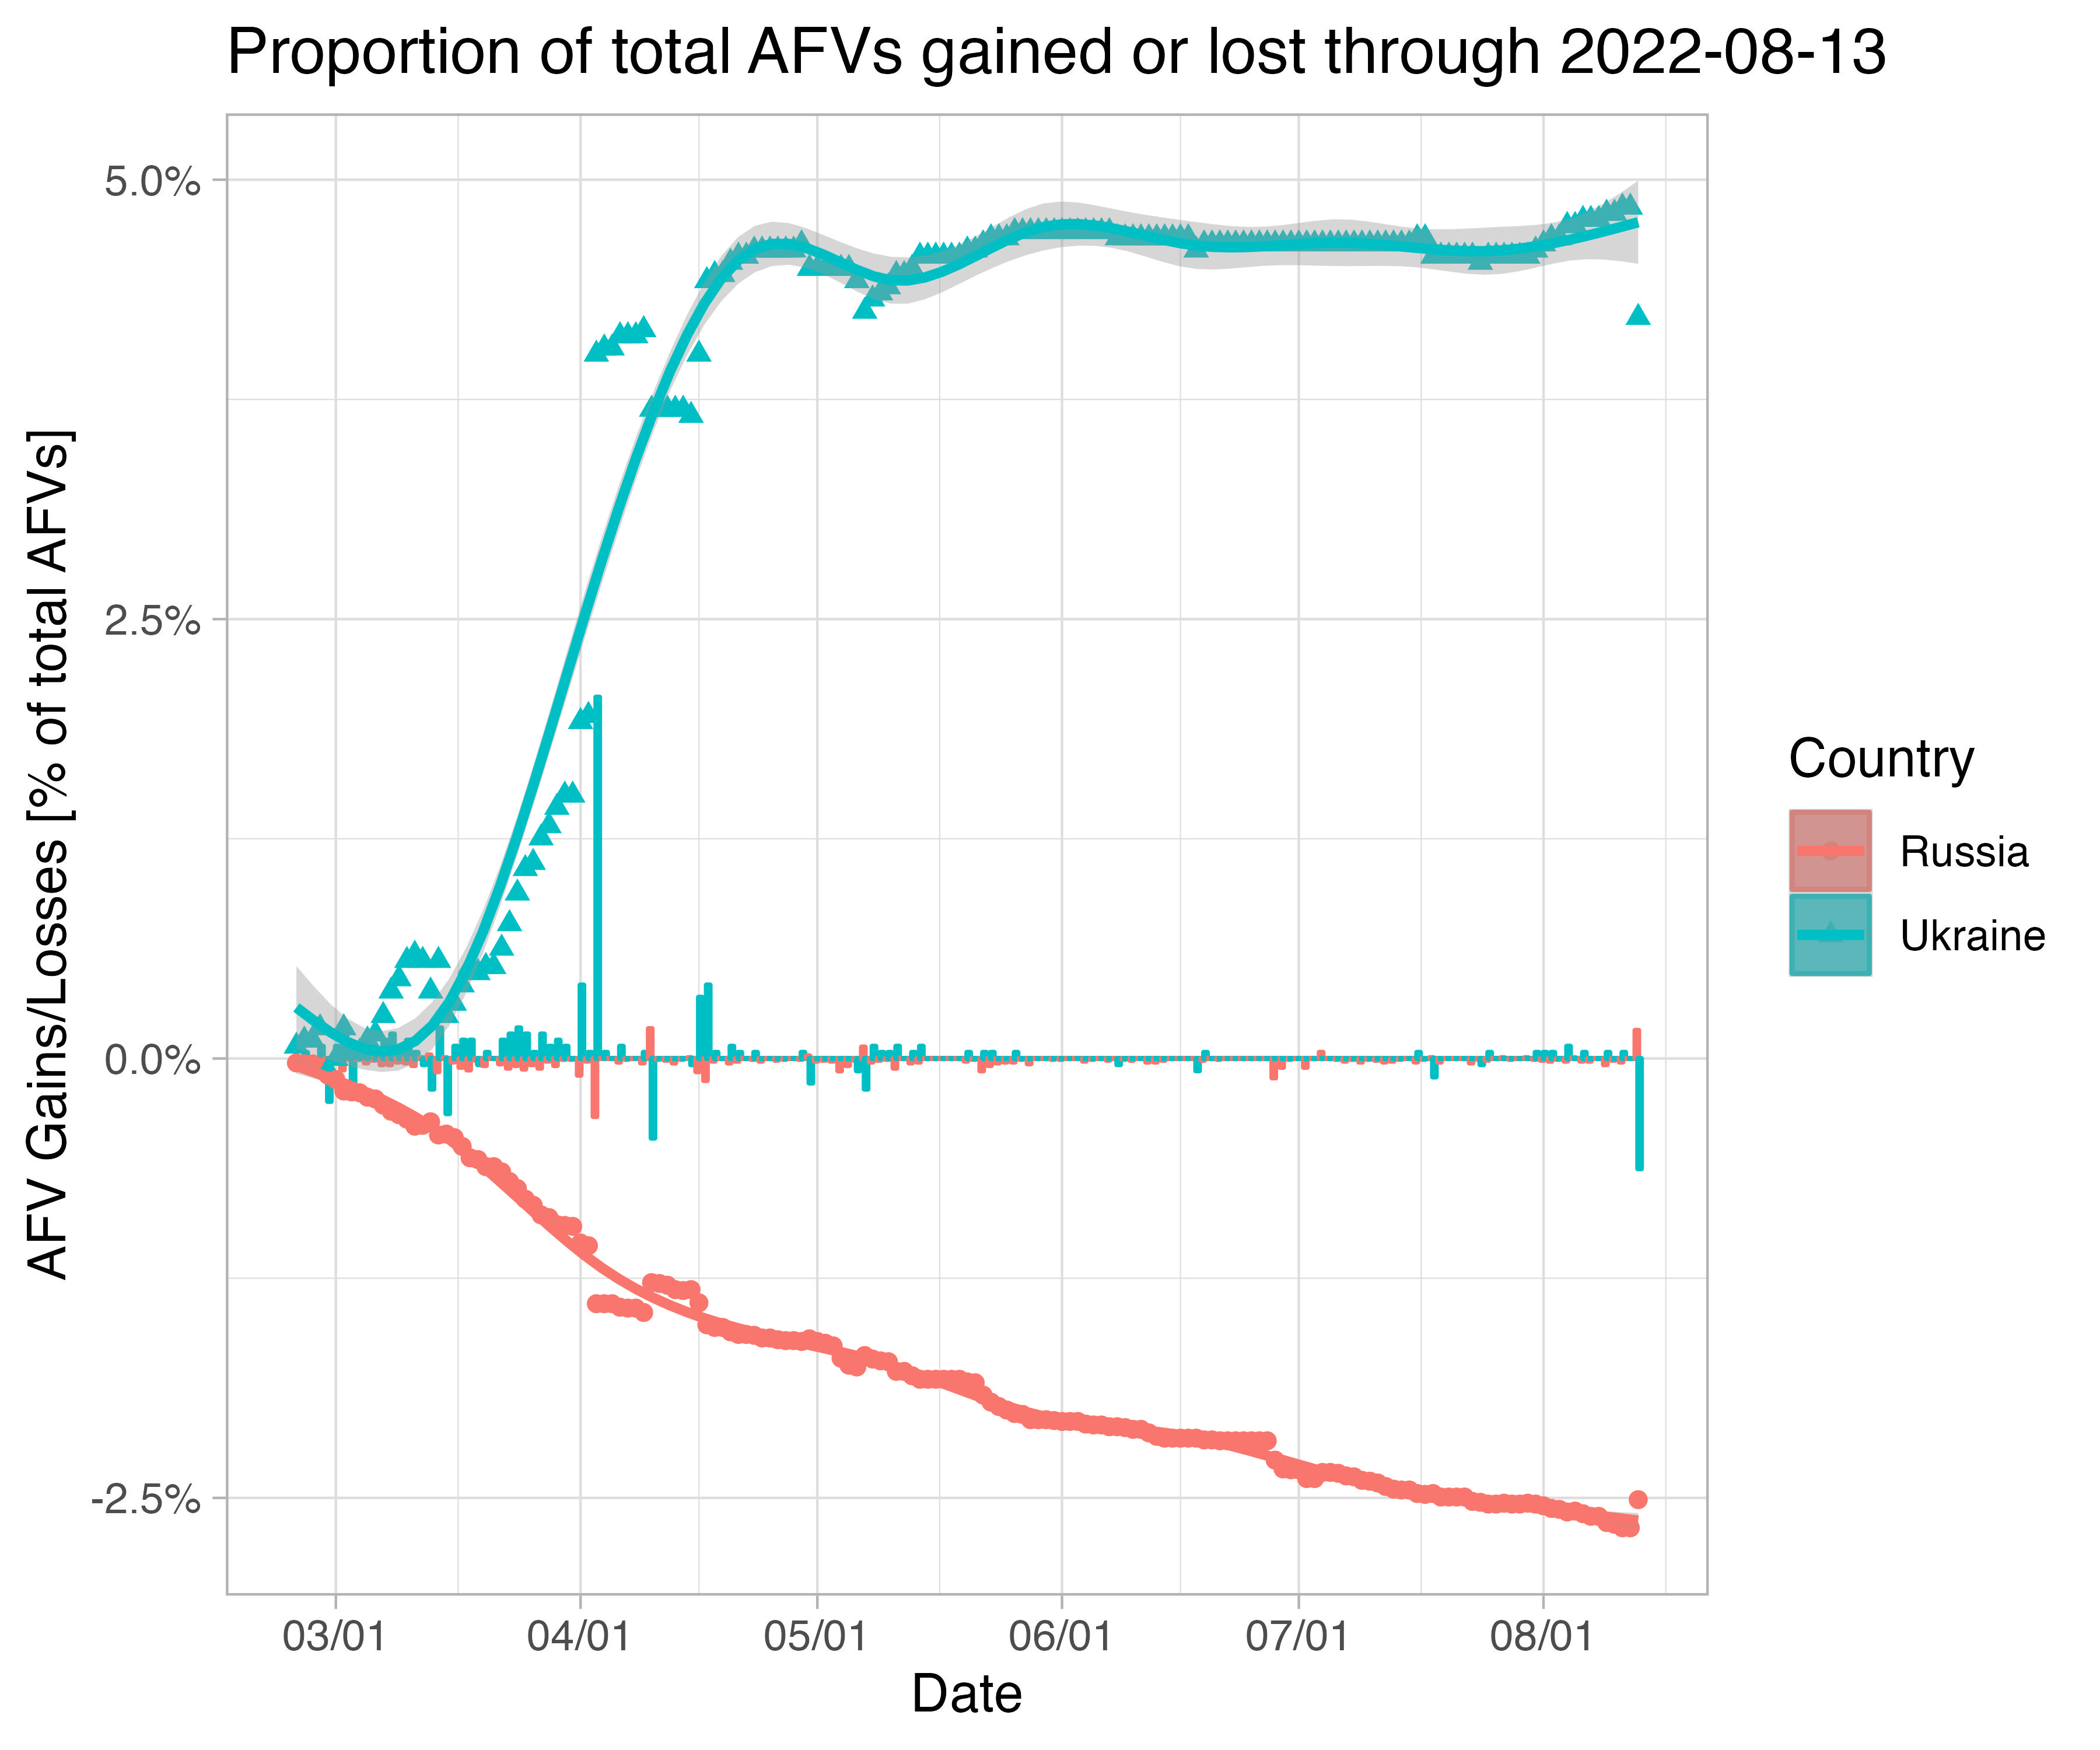 Proportion of total AFVs gained or lost through 2022-08-13
AFV Gains/Losses [% of total AFVs]
5.0%
2.5%
0.0%
-2.5%
03/01
04/01
05/01
06/01
07/01
08/01
Date
Country
Russia
Ukraine